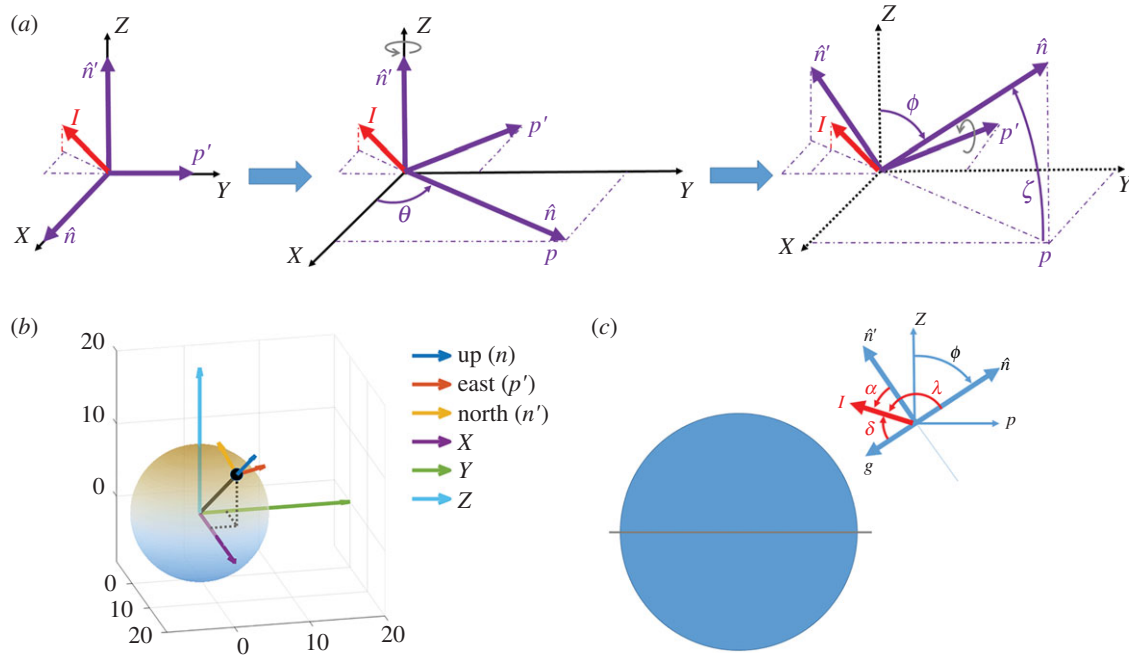 (a)
Z
n̂′
I
p′
Y
X
n̂
Z
n̂′
I
p′
Y
θ
n̂
X
p
Z
n̂′
n̂
ϕ
I
p′
Y
ζ
X
p
(b)
20
10
0
0
10
20
0
10
20
up (n)
east (p′)
north (n′)
X
Y
Z
(c)
Z
n̂′
ϕ
n̂
α
λ
I
δ
p
g